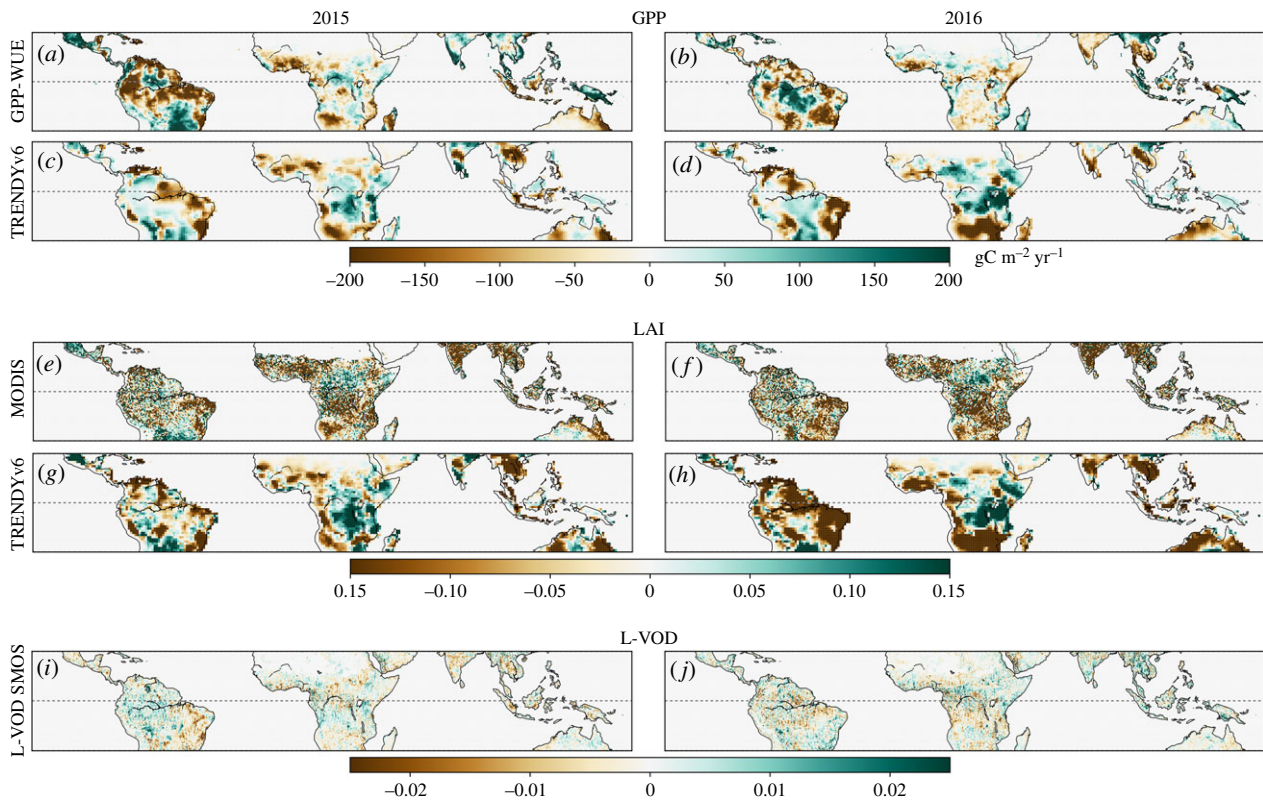 2015 GPP 2016
GPP-WUE (a) (b)
TRENDYv6 (c) (d)
−200 −150 −100 −50 0 50 100 150 200 gC m⁻² yr⁻¹
LAI
MODIS (e) (f)
TRENDYv6 (g) (h)
0.15 −0.10 −0.05 0 0.05 0.10 0.15
L-VOD
L-VOD SMOS (i) (j)
−0.02 −0.01 0 0.01 0.02